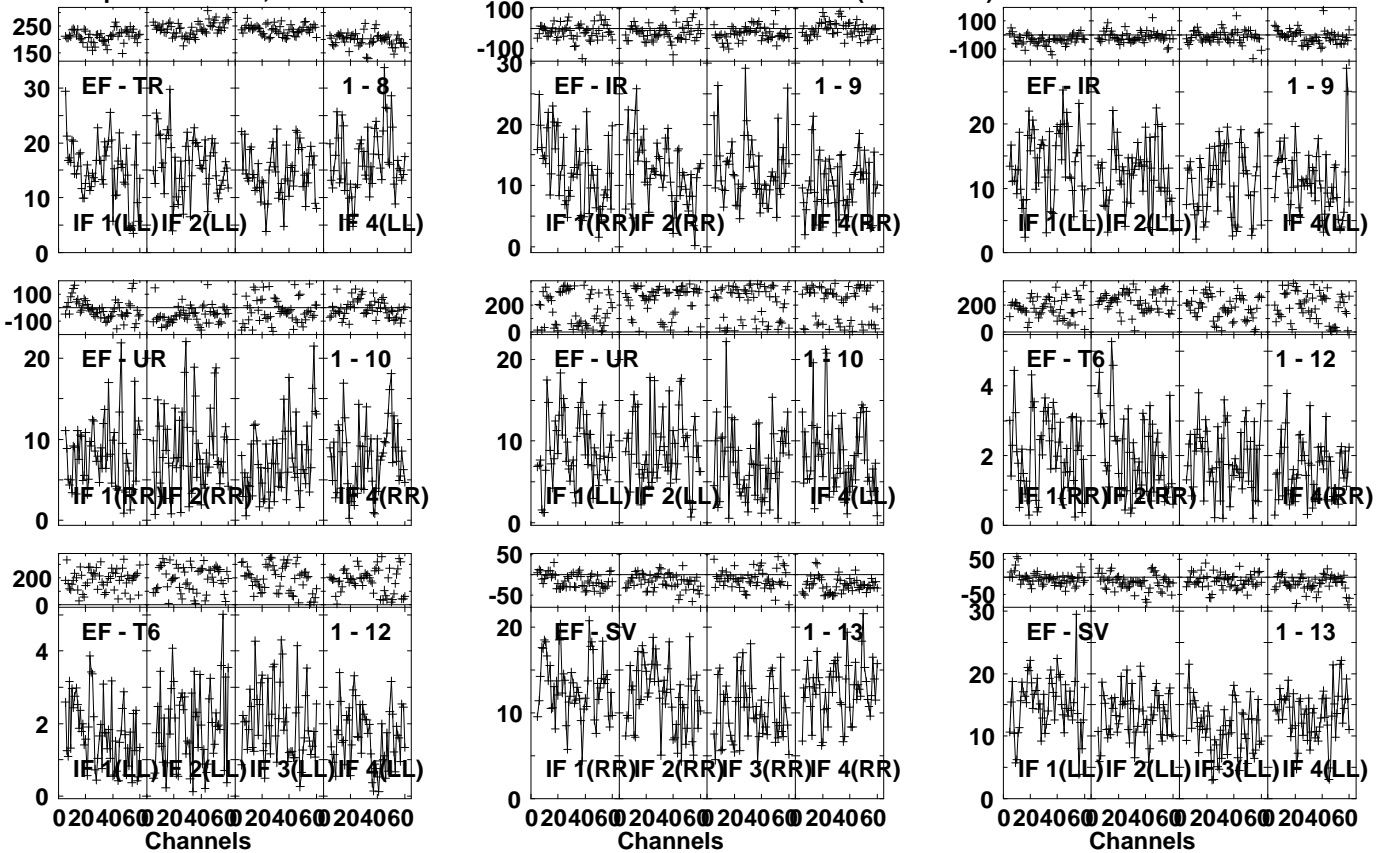 250
150
EF - TR 1 - 8
30
20
10
0
IF 1(LL) IF 2(LL) IF 4(LL)
100
-100
30
EF - IR 1 - 9
20
10
0
IF 1(RR) IF 2(RR) IF 4(RR)
100
-100
EF - IR 1 - 9
20
10
0
IF 1(LL) IF 2(LL) IF 4(LL)
100
-100
EF - UR 1 - 10
20
10
0
IF 1(RR) IF 2(RR) IF 4(RR)
200
0
EF - UR 1 - 10
20
10
0
IF 1(LL) IF 2(LL) IF 4(LL)
200
0
EF - T6 1 - 12
4
2
0
IF 1(RR) IF 2(RR) IF 4(RR)
200
0
EF - T6 1 - 12
4
2
0
IF 1(LL) IF 2(LL) IF 3(LL) IF 4(LL)
0 20 40 60 0 20 40 60 0 20 40 60 0 20 40 60
Channels
50
-50
EF - SV 1 - 13
20
10
0
IF 1(RR) IF 2(RR) IF 3(RR) IF 4(RR)
0 20 40 60 0 20 40 60 0 20 40 60 0 20 40 60
Channels
50
-50
30
EF - SV 1 - 13
20
10
0
IF 1(LL) IF 2(LL) IF 3(LL) IF 4(LL)
0 20 40 60 0 20 40 60 0 20 40 60 0 20 40 60
Channels